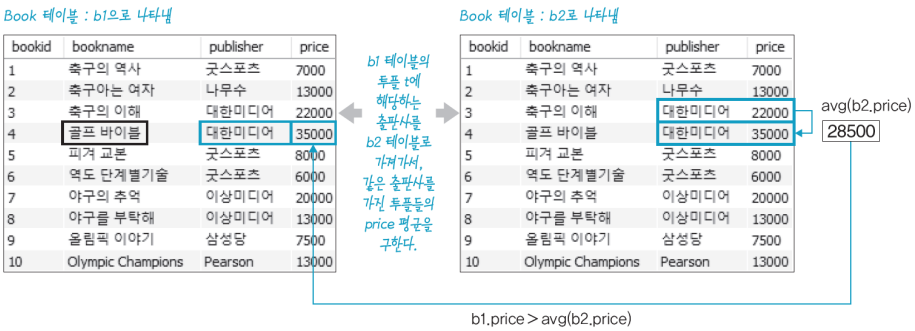 Book 테이블 : b1으로 나타냄
bookid bookname publisher price
1 축구의 역사 굿스포츠 7000
2 축구아는 여자 나무수 13000
3 축구의 이해 대한미디어 22000
4 골프 바이블 대한미디어 35000
5 피겨 교본 굿스포츠 8000
6 역도 단계별기술 굿스포츠 6000
7 야구의 추억 이상미디어 20000
8 야구를 부탁해 이상미디어 13000
9 올림픽 이야기 삼성당 7500
10 Olympic Champions Pearson 13000
b1 테이블의
투플 t에
해당하는
출판사를
b2 테이블로
가져가서,
같은 출판사를
가진 투플들의
price 평균을
구한다.
Book 테이블 : b2로 나타냄
bookid bookname publisher price
1 축구의 역사 굿스포츠 7000
2 축구아는 여자 나무수 13000
3 축구의 이해 대한미디어 22000
4 골프 바이블 대한미디어 35000
5 피겨 교본 굿스포츠 8000
6 역도 단계별기술 굿스포츠 6000
7 야구의 추억 이상미디어 20000
8 야구를 부탁해 이상미디어 13000
9 올림픽 이야기 삼성당 7500
10 Olympic Champions Pearson 13000
avg(b2.price)
28500
b1.price > avg(b2.price)